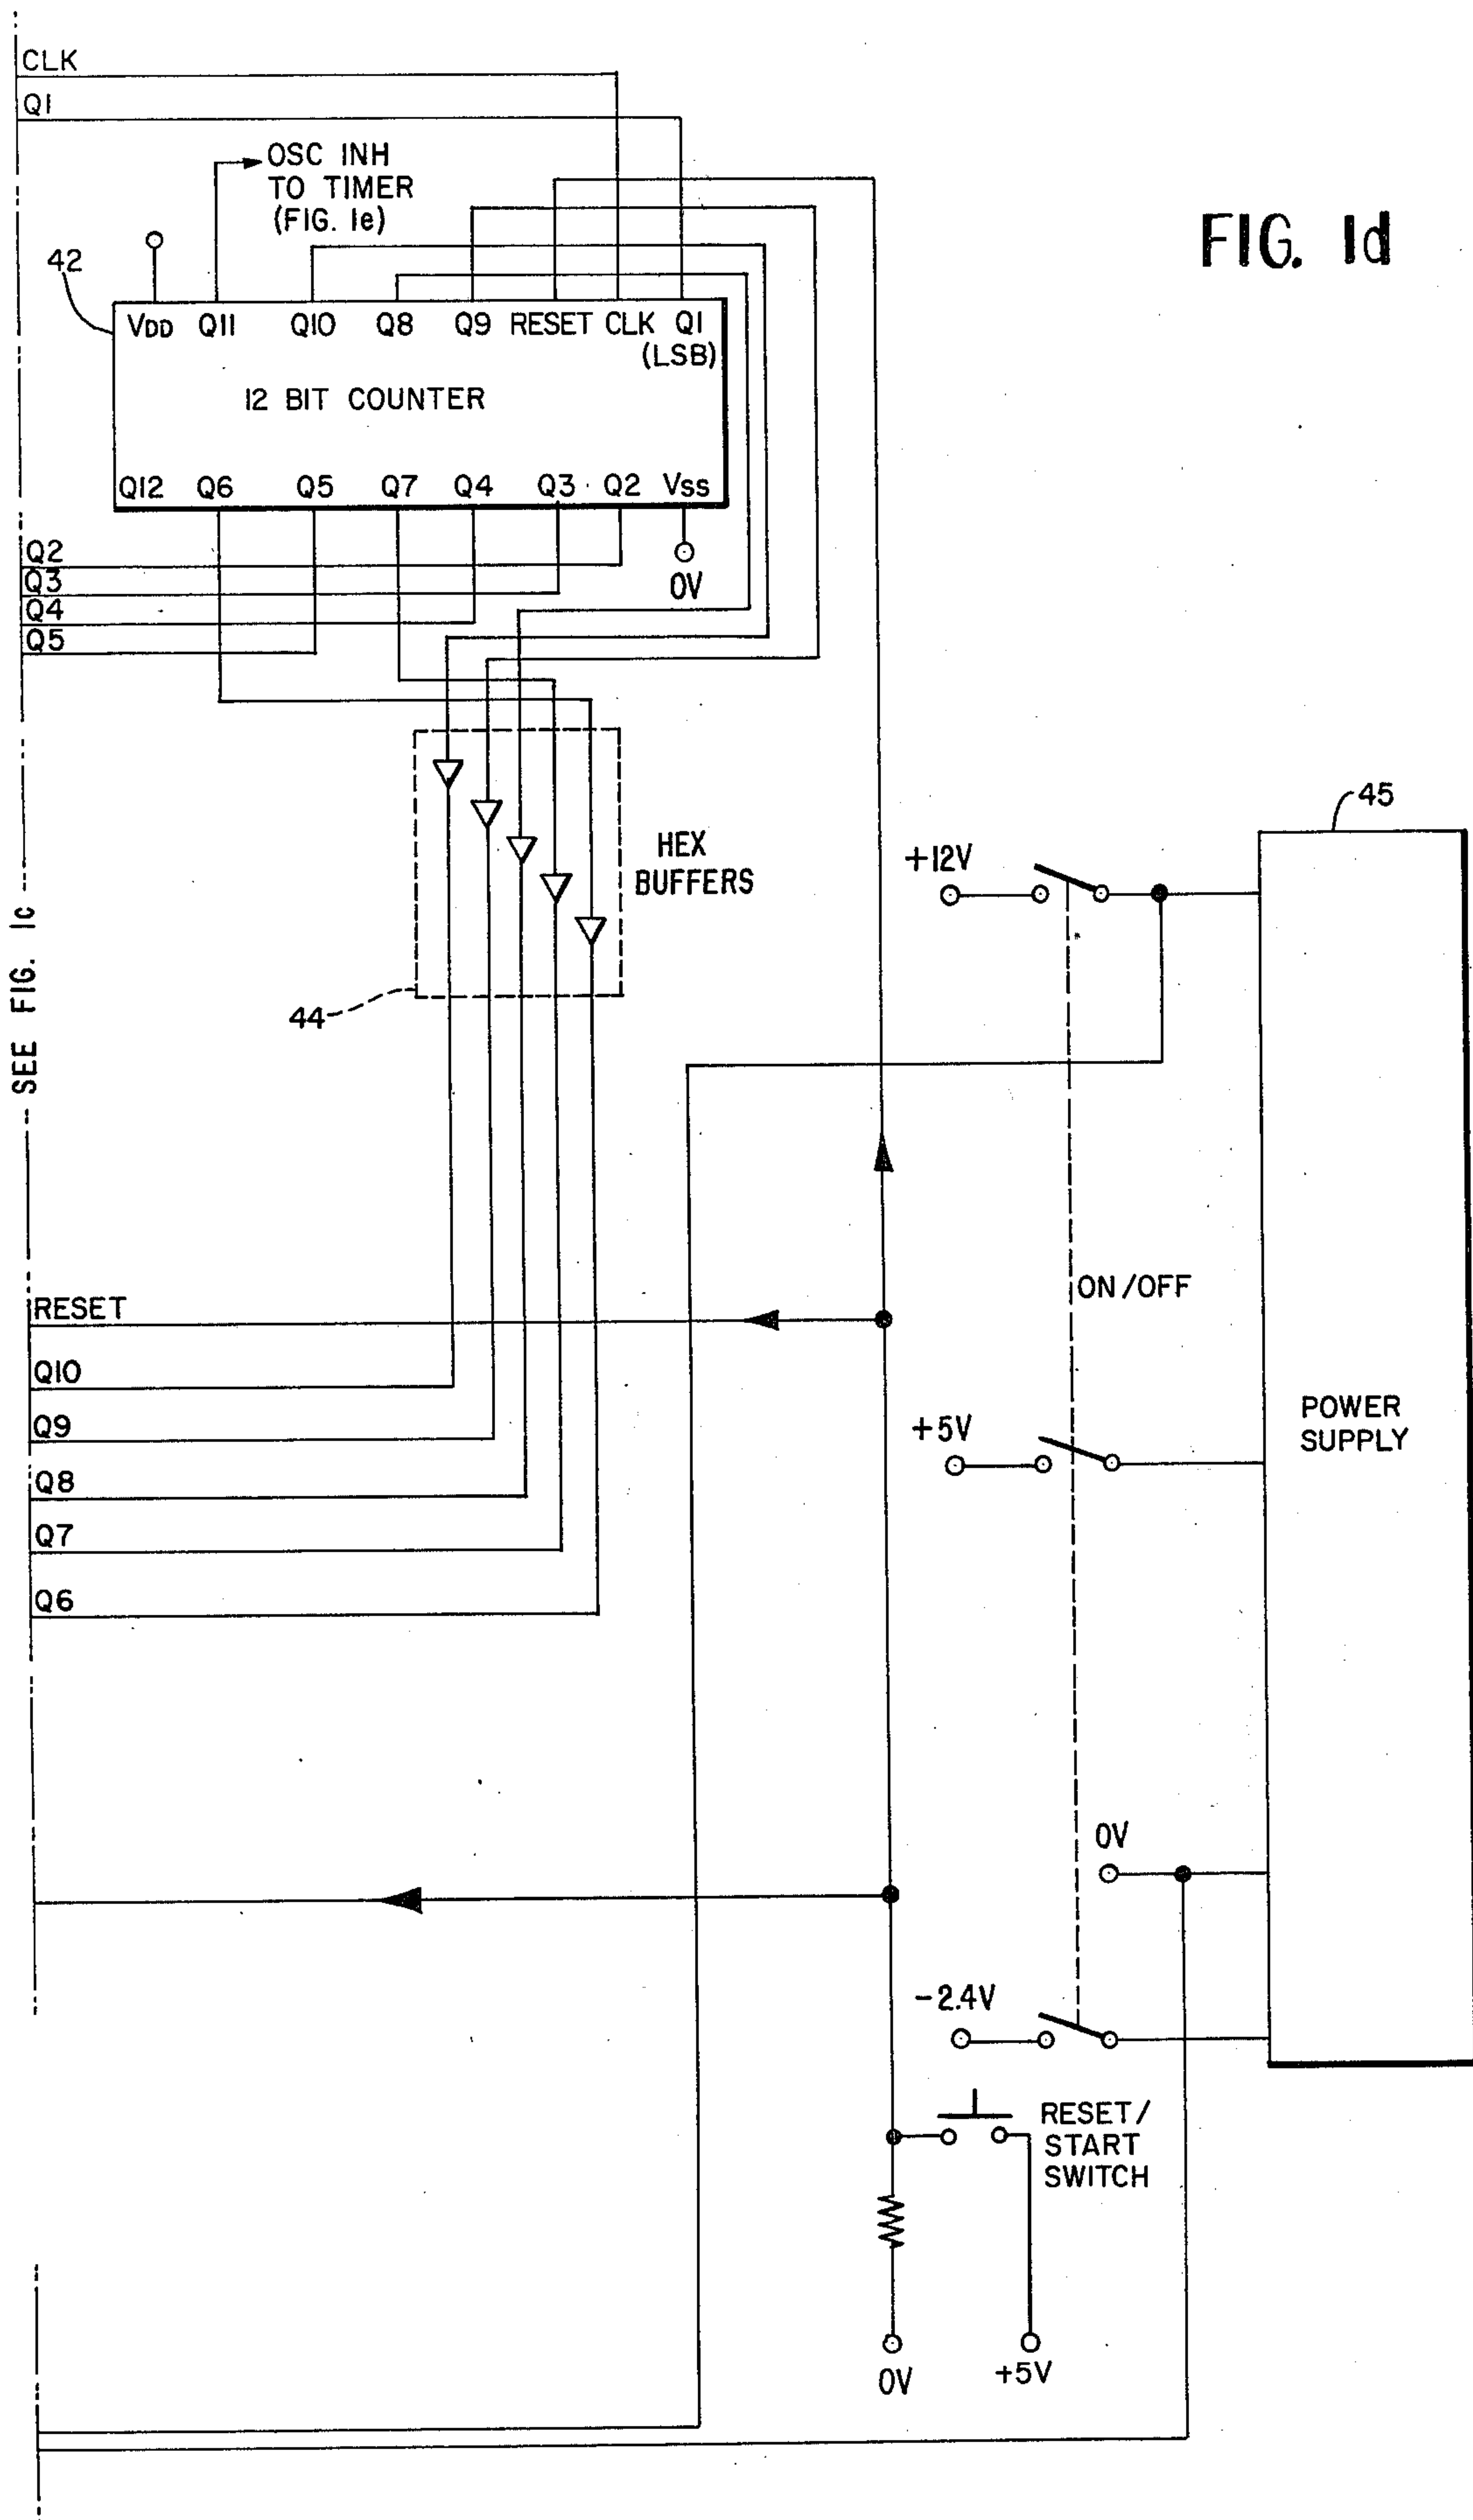 CLK
Q1
OSC INH
TO TIMER
(FIG. 1e)
FIG. 1d
42
VDD Q11 Q10 Q8 Q9 RESET CLK Q1
(LSB)
12 BIT COUNTER
Q12 Q6 Q5 Q7 Q4 Q3 Q2 VSS
Q2
Q3
Q4
Q5
0V
45
HEX
BUFFERS
+12V
44
SEE FIG. 1c
ON/OFF
RESET
Q10
Q9
Q8
Q7
Q6
+5V
POWER
SUPPLY
0V
-2.4V
RESET/
START
SWITCH
0V
+5V